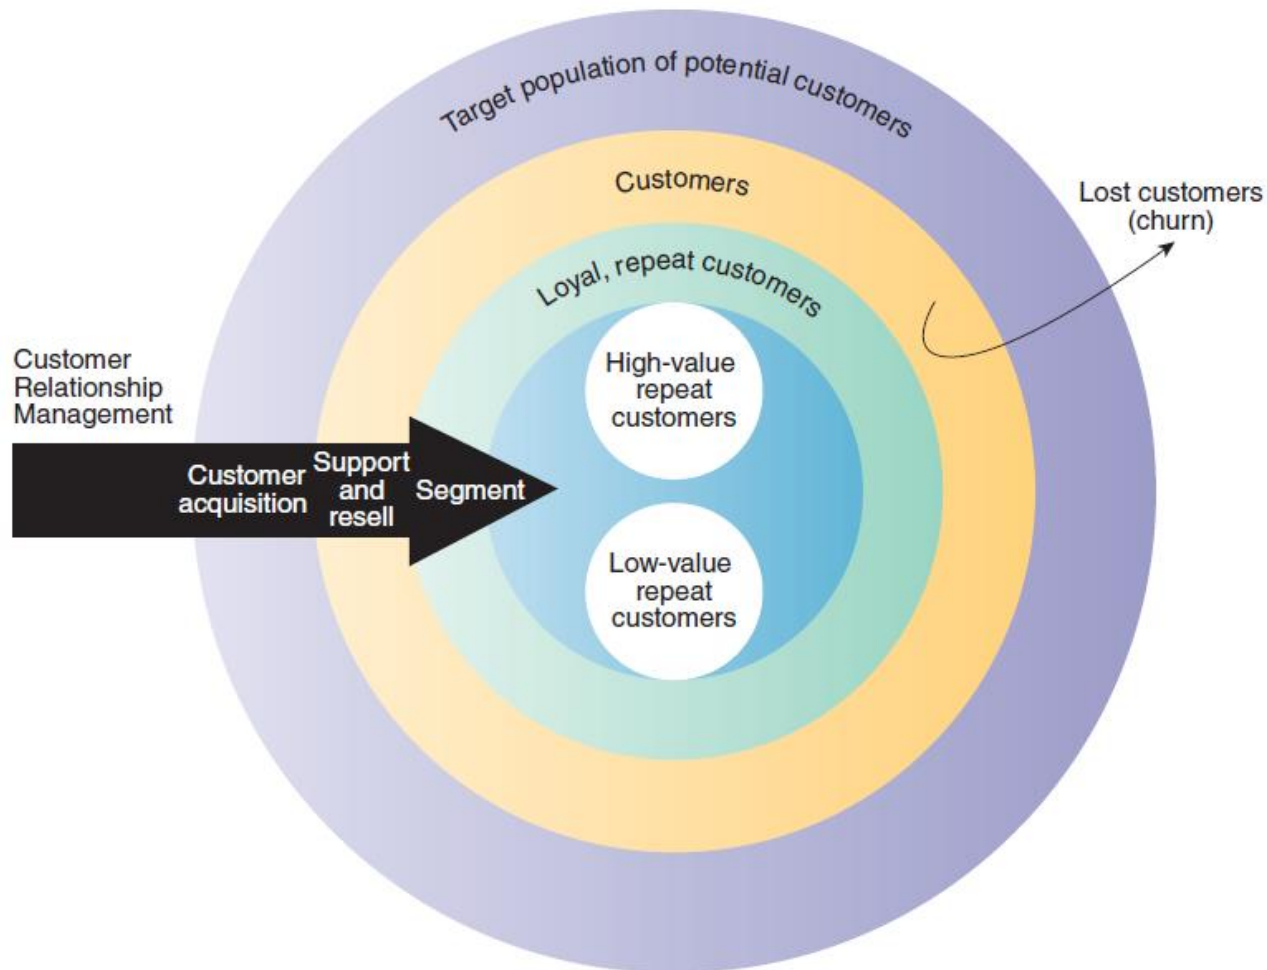 Target population of potential customers
Customers
Lost customers
(churn)
Loyal, repeat customers
High-value
repeat
customers
Customer
Relationship
Management
Customer
acquisition
Support
and
resell
Segment
Low-value
repeat
customers